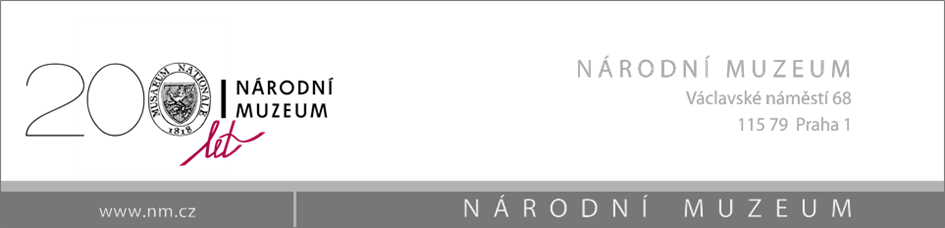 200 let
MUSAEUM NATIONALE
1818
NÁRODNÍ
MUZEUM
NÁRODNÍ MUZEUM
Václavské náměstí 68
115 79 Praha 1
www.nm.cz
NÁRODNÍ MUZEUM